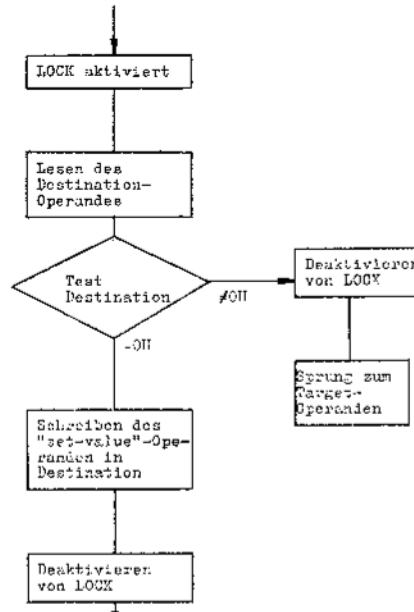 LOCK aktiviert
Lesen des
Destination-
Operandes
Test
Destination
≠0H
=0H
Deaktivieren
von LOCK
Sprung zum
Target-
Operanden
Schreiben des
"set-value"-Ope-
randen in
Destination
Deaktivieren
von LOCK